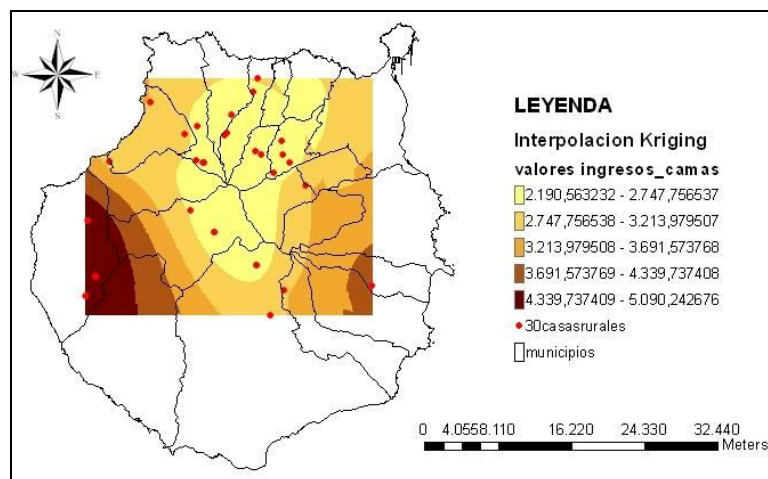 N
W E
S
LEYENDA
Interpolacion Kriging
valores ingresos_camas
2.190,563232 - 2.747,756537
2.747,756538 - 3.213,979507
3.213,979508 - 3.691,573768
3.691,573769 - 4.339,737408
4.339,737409 - 5.090,242676
30casasrurales
municipios
0 4.0558.110 16.220 24.330 32.440
Meters